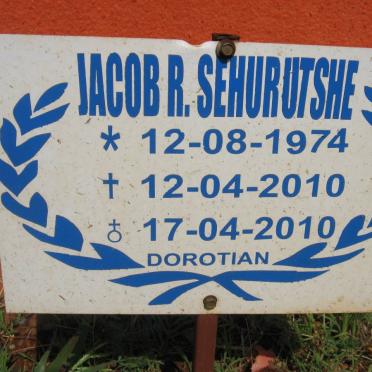 JACOB R. SEHURUTSHE
* 12-08-1974
† 12-04-2010
♁ 17-04-2010
DOROTIAN